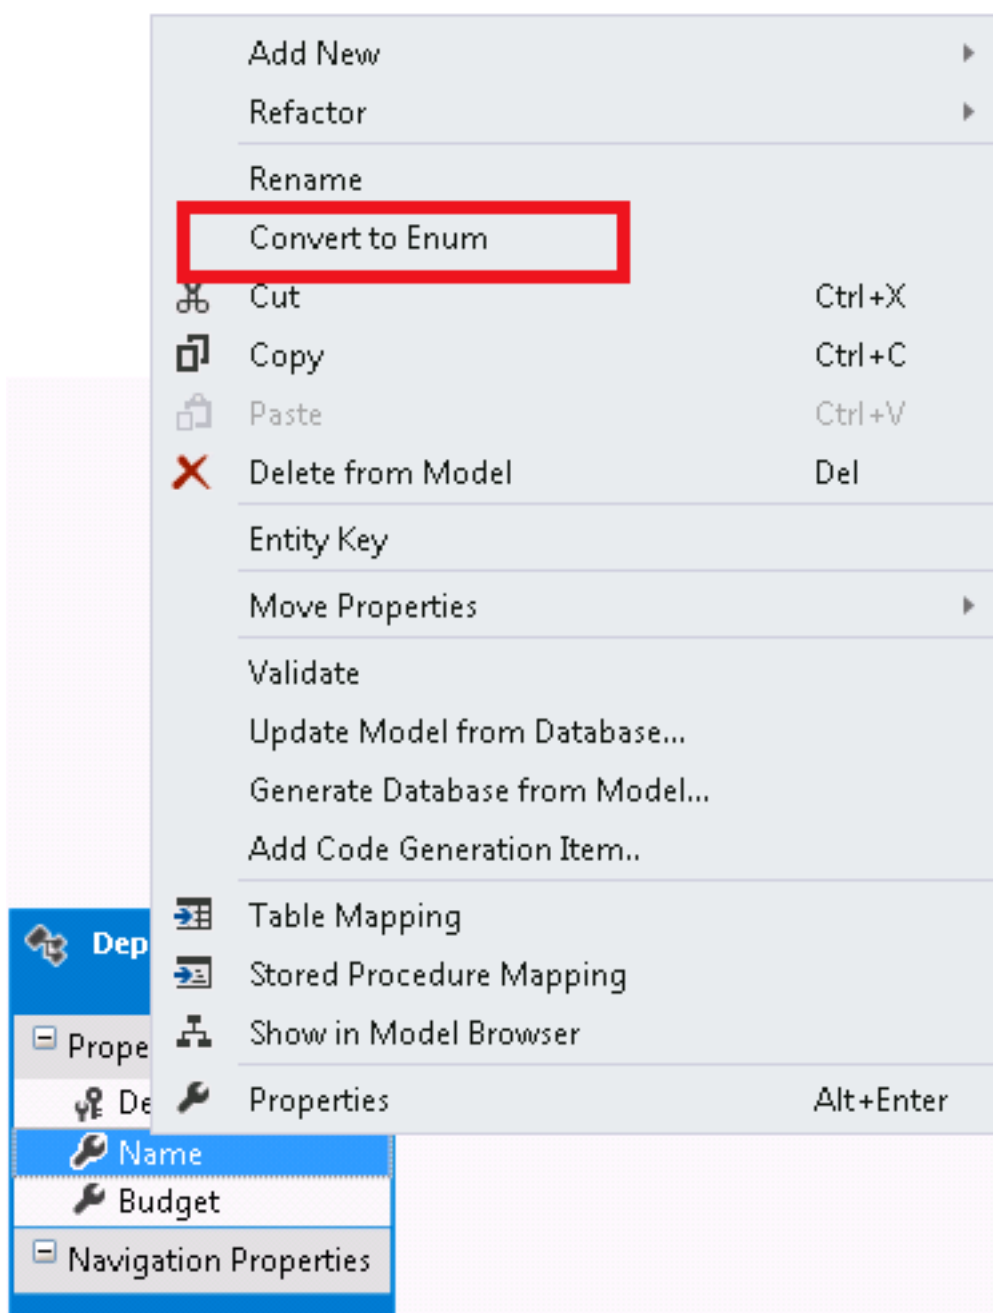 Add New
Refactor
Rename
Convert to Enum
Cut Ctrl+X
Copy Ctrl+C
Paste Ctrl+V
Delete from Model Del
Entity Key
Move Properties
Validate
Update Model from Database...
Generate Database from Model...
Add Code Generation Item..
Table Mapping
Dep
Stored Procedure Mapping
Show in Model Browser
Prope
Properties Alt+Enter
De
Name
Budget
Navigation Properties